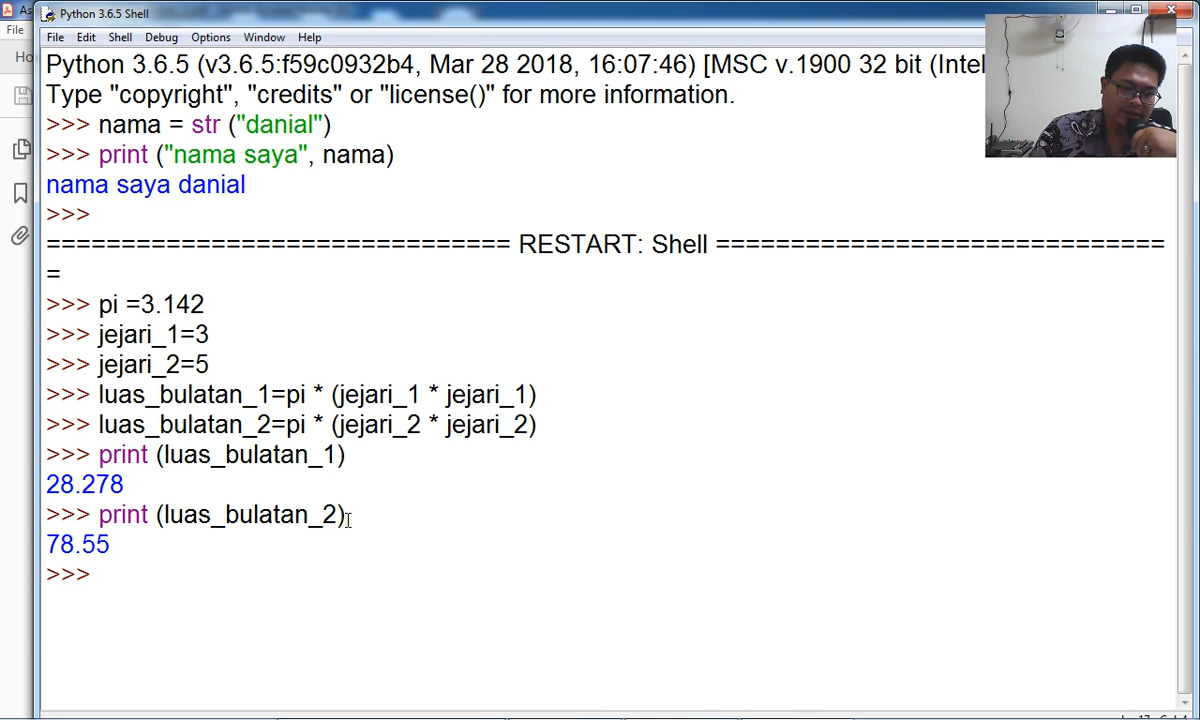 As
Python 3.6.5 Shell
File
File Edit Shell Debug Options Window Help
Ho
Python 3.6.5 (v3.6.5:f59c0932b4, Mar 28 2018, 16:07:46) [MSC v.1900 32 bit (Intel
Type "copyright", "credits" or "license()" for more information.
>>> nama = str ("danial")
>>> print ("nama saya", nama)
nama saya danial
>>>
=============================== RESTART: Shell ==============================
=
>>> pi =3.142
>>> jejari_1=3
>>> jejari_2=5
>>> luas_bulatan_1=pi * (jejari_1 * jejari_1)
>>> luas_bulatan_2=pi * (jejari_2 * jejari_2)
>>> print (luas_bulatan_1)
28.278
>>> print (luas_bulatan_2)
78.55
>>>